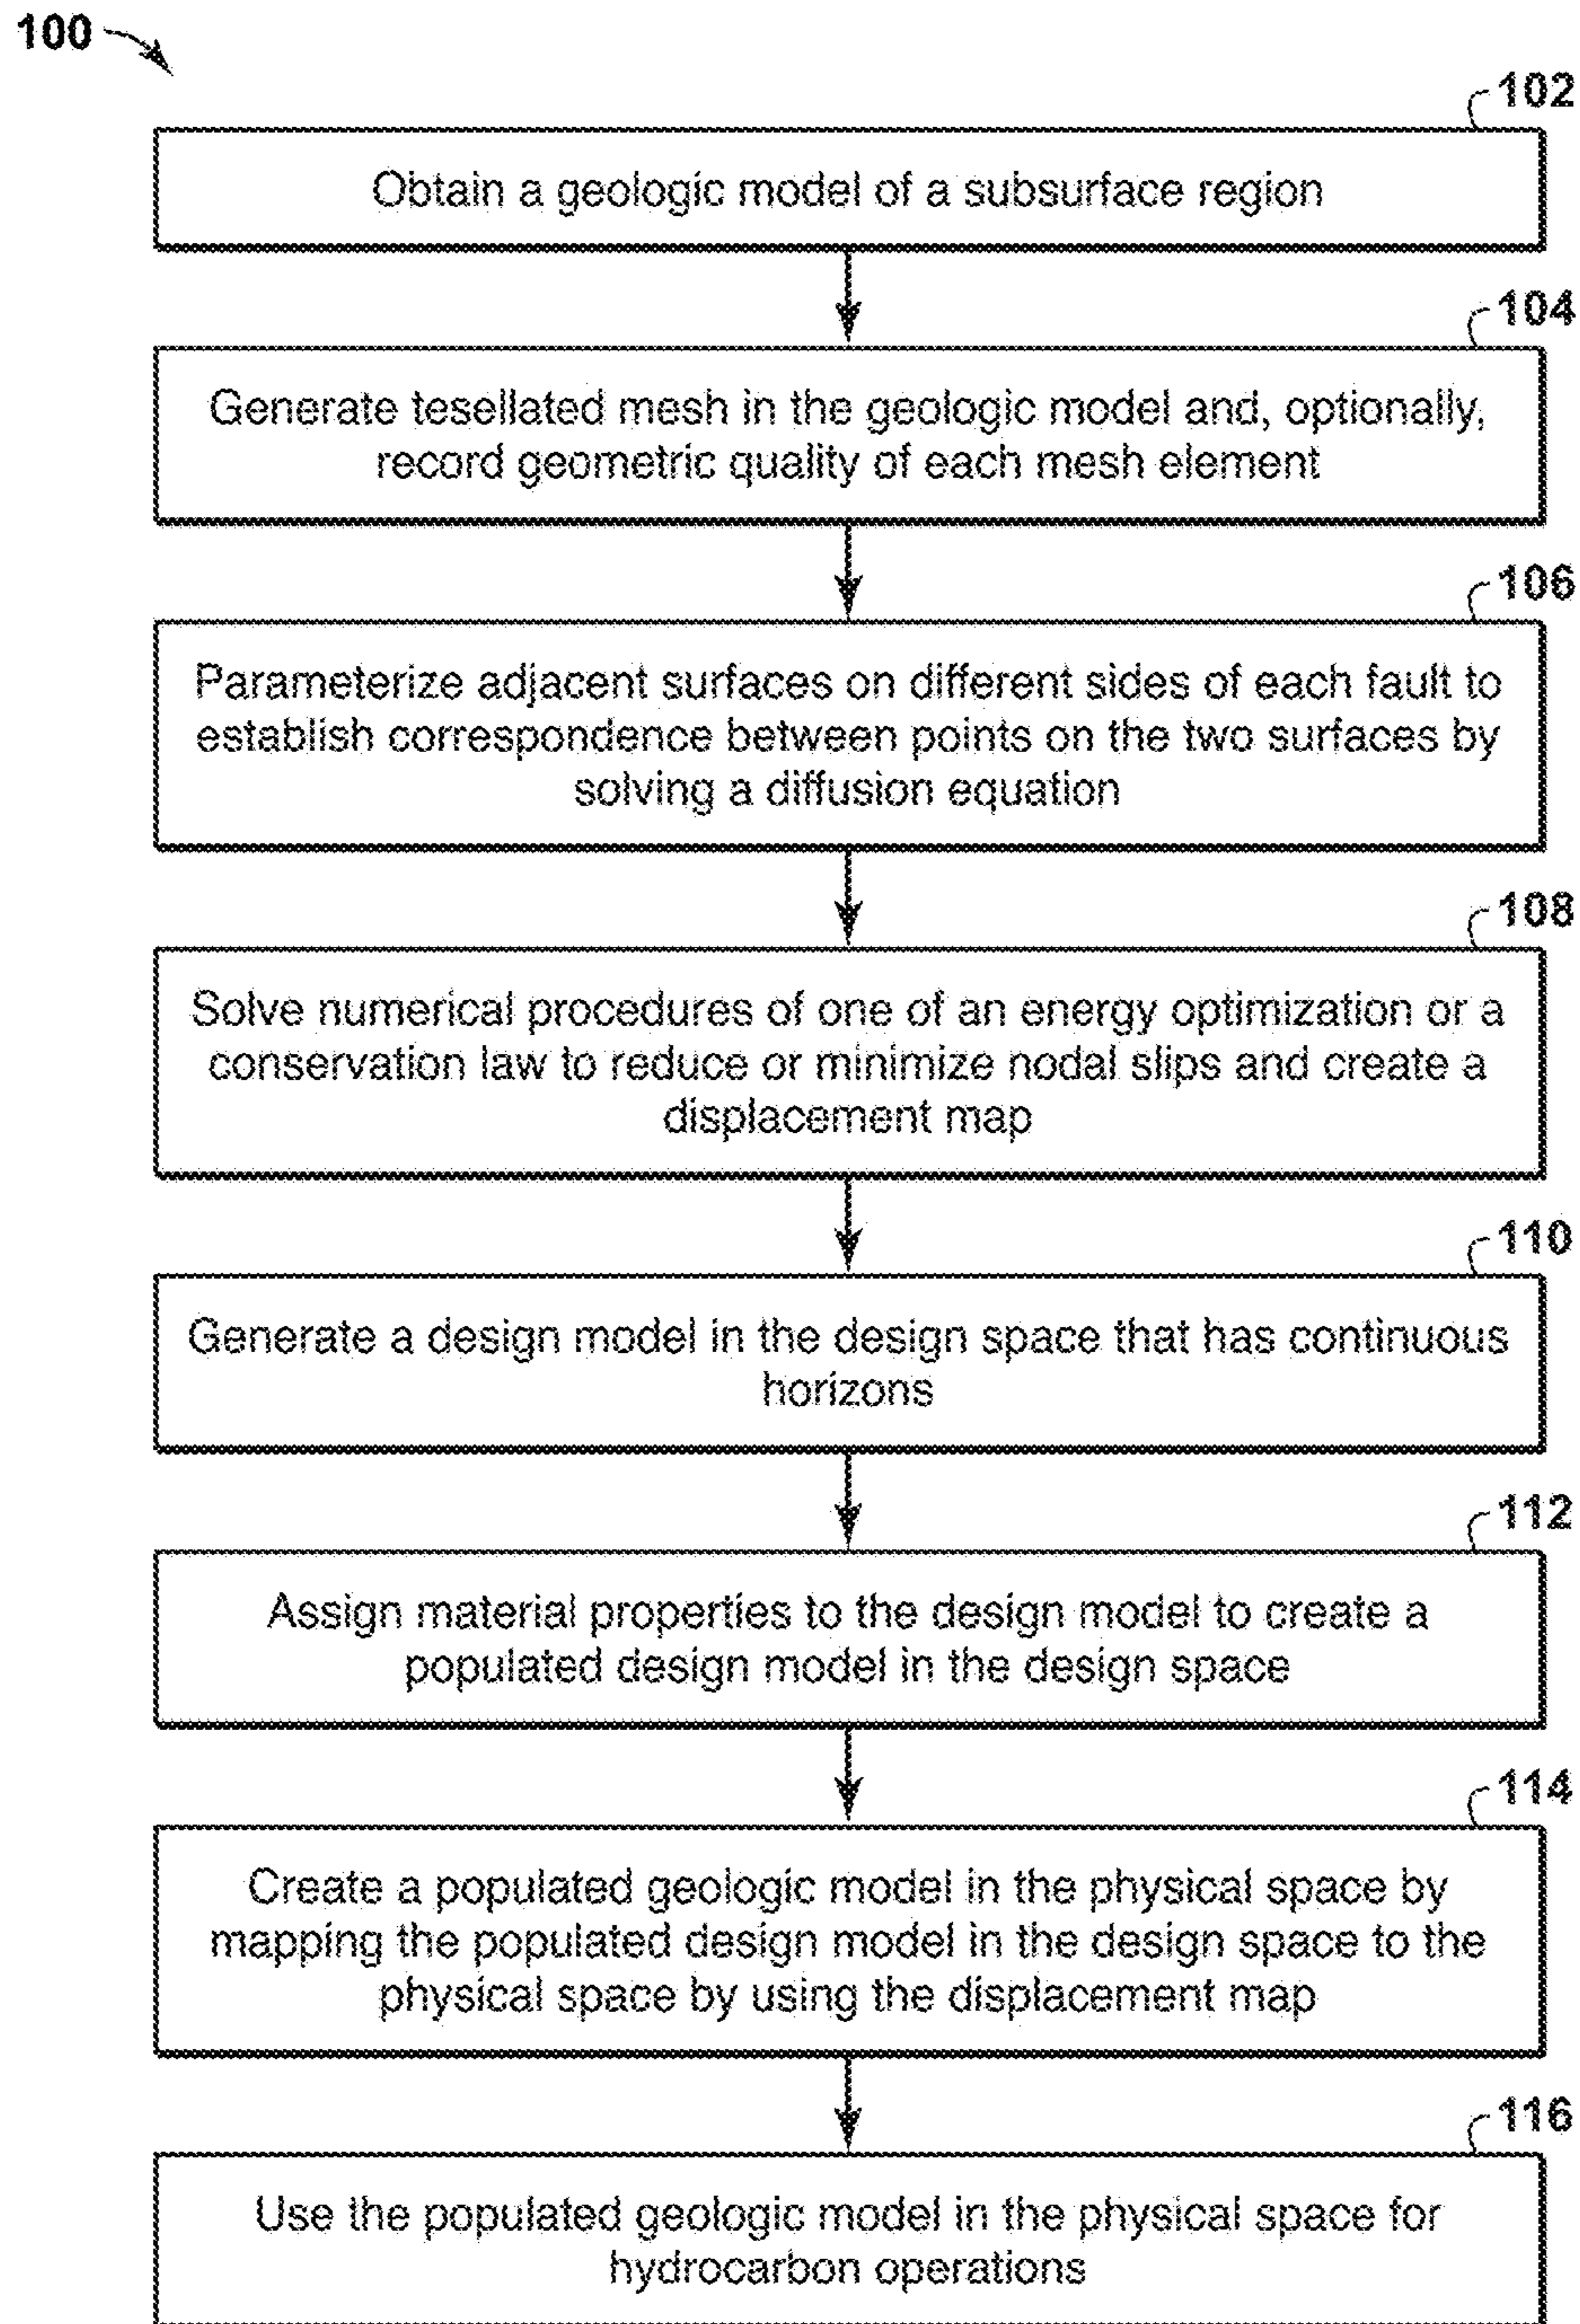 100
102
Obtain a geologic model of a subsurface region
104
Generate tesellated mesh in the geologic model and, optionally,
record geometric quality of each mesh element
106
Parameterize adjacent surfaces on different sides of each fault to
establish correspondence between points on the two surfaces by
solving a diffusion equation
108
Solve numerical procedures of one of an energy optimization or a
conservation law to reduce or minimize nodal slips and create a
displacement map
110
Generate a design model in the design space that has continuous
horizons
112
Assign material properties to the design model to create a
populated design model in the design space
114
Create a populated geologic model in the physical space by
mapping the populated design model in the design space to the
physical space by using the displacement map
116
Use the populated geologic model in the physical space for
hydrocarbon operations